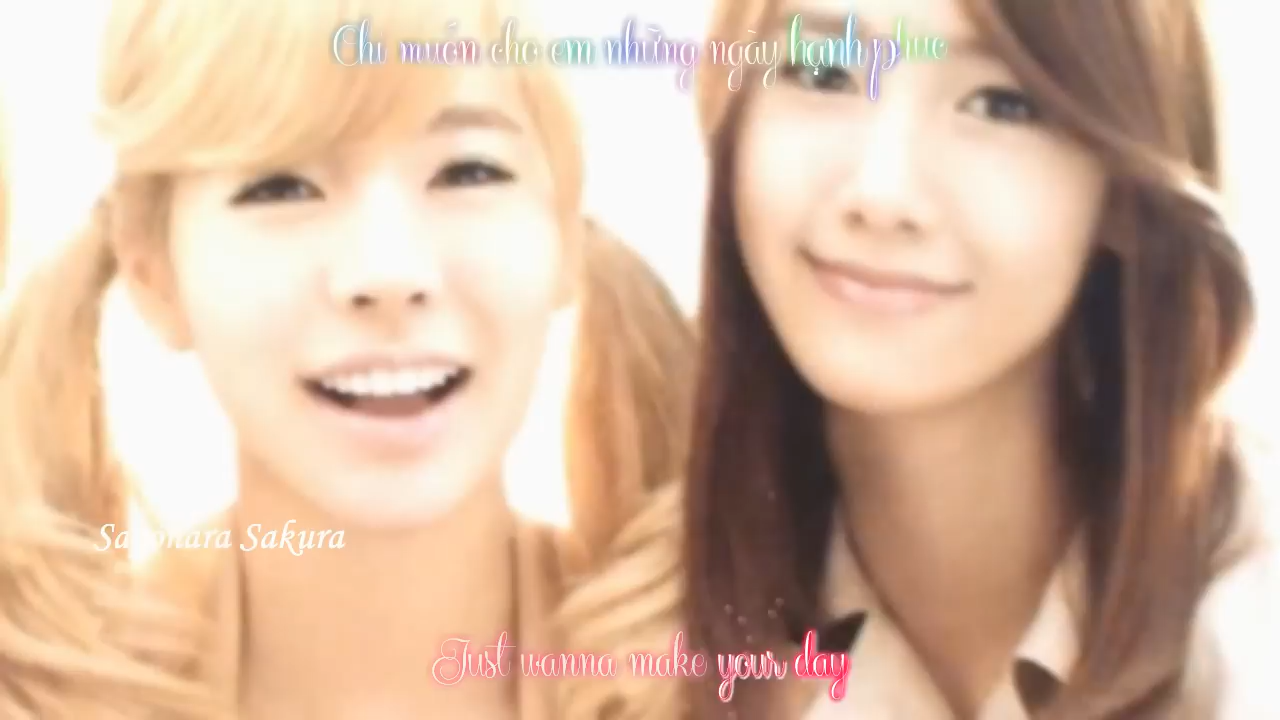 Chỉ muốn cho em những ngày hạnh phúc
Sayonara Sakura
Just wanna make your day